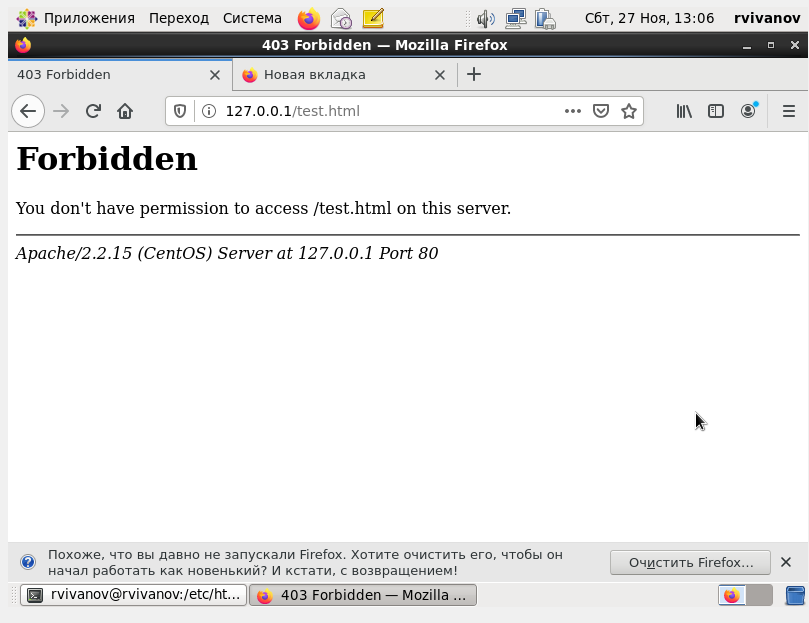 Приложения Переход Система Сбт, 27 Ноя, 13:06 rvivanov
403 Forbidden — Mozilla Firefox
403 Forbidden Новая вкладка
127.0.0.1/test.html
Forbidden
You don't have permission to access /test.html on this server.
Apache/2.2.15 (CentOS) Server at 127.0.0.1 Port 80
Похоже, что вы давно не запускали Firefox. Хотите очистить его, чтобы он
начал работать как новенький? И кстати, с возвращением!
Очистить Firefox…
rvivanov@rvivanov:/etc/ht... 403 Forbidden — Mozilla ...